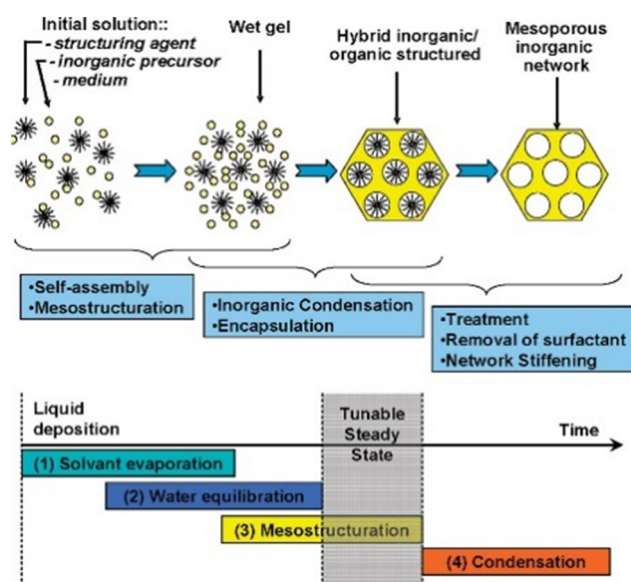 Initial solution::
- structuring agent
- inorganic precursor
- medium
Wet gel
Hybrid inorganic/
organic structured
Mesoporous
inorganic
network
•Self-assembly
•Mesostructuration
•Inorganic Condensation
•Encapsulation
•Treatment
•Removal of surfactant
•Network Stiffening
Liquid
deposition
Tunable
Steady
State
Time
(1) Solvant evaporation
(2) Water equilibration
(3) Mesostructuration
(4) Condensation